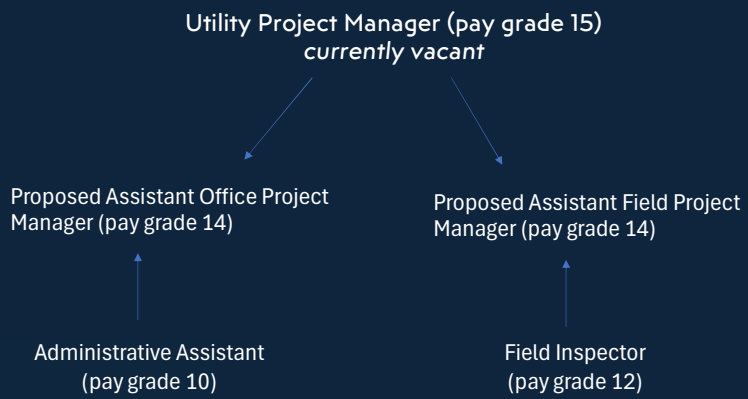 Utility Project Manager (pay grade 15)
currently vacant
Proposed Assistant Office Project
Manager (pay grade 14)
Proposed Assistant Field Project
Manager (pay grade 14)
Administrative Assistant
(pay grade 10)
Field Inspector
(pay grade 12)